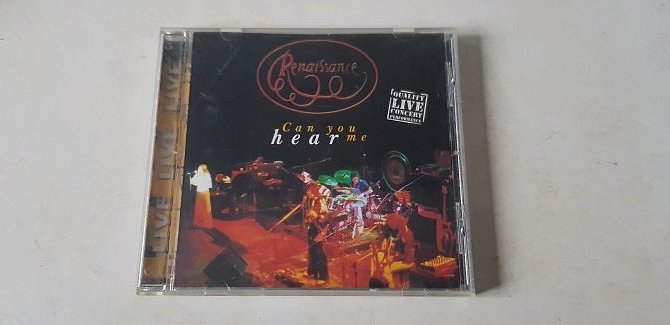 Renaissance
QUALITY
LIVE
CONCERT
PERFORMANCE
Can you
hear me
LIVE LIVE LIVE